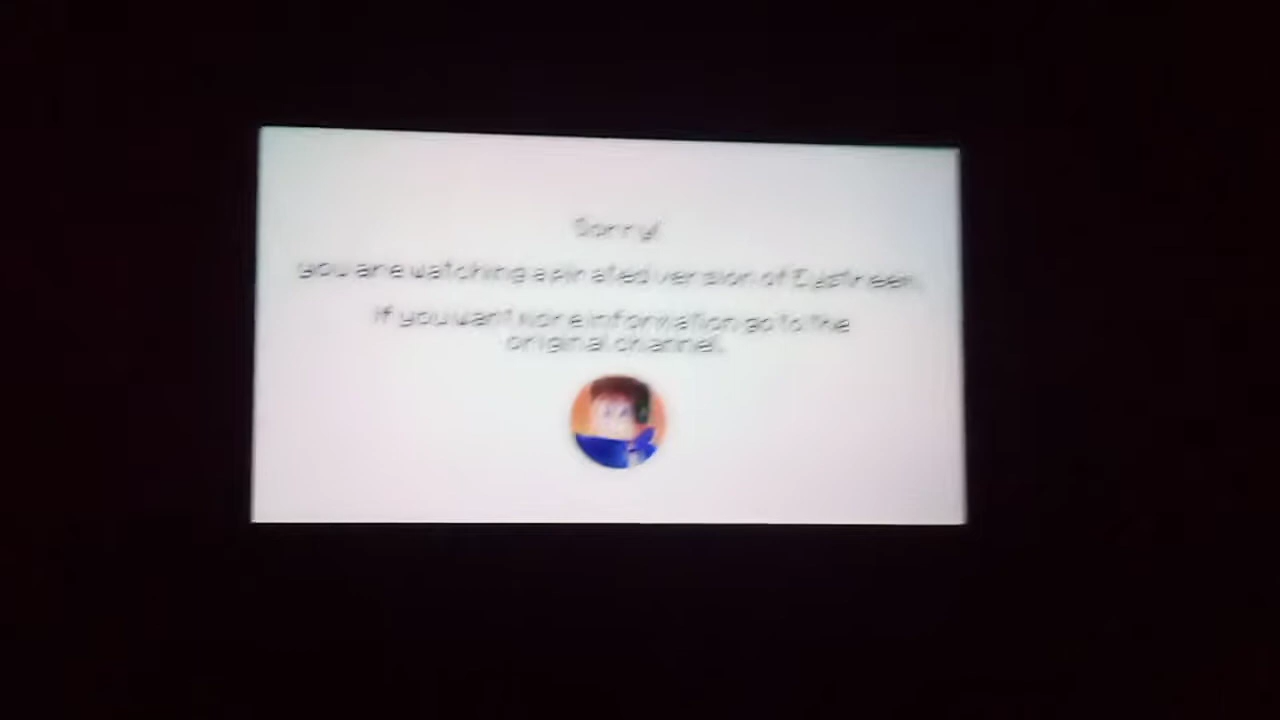 Sorry!
you are watching a pirated version of
If you want more information go to the
original channel.